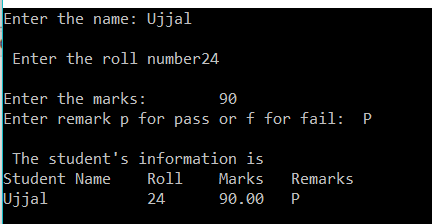 Enter the name: Ujjal
Enter the roll number24
Enter the marks: 90
Enter remark p for pass or f for fail: P
The student's information is
Student Name Roll Marks Remarks
Ujjal 24 90.00 P